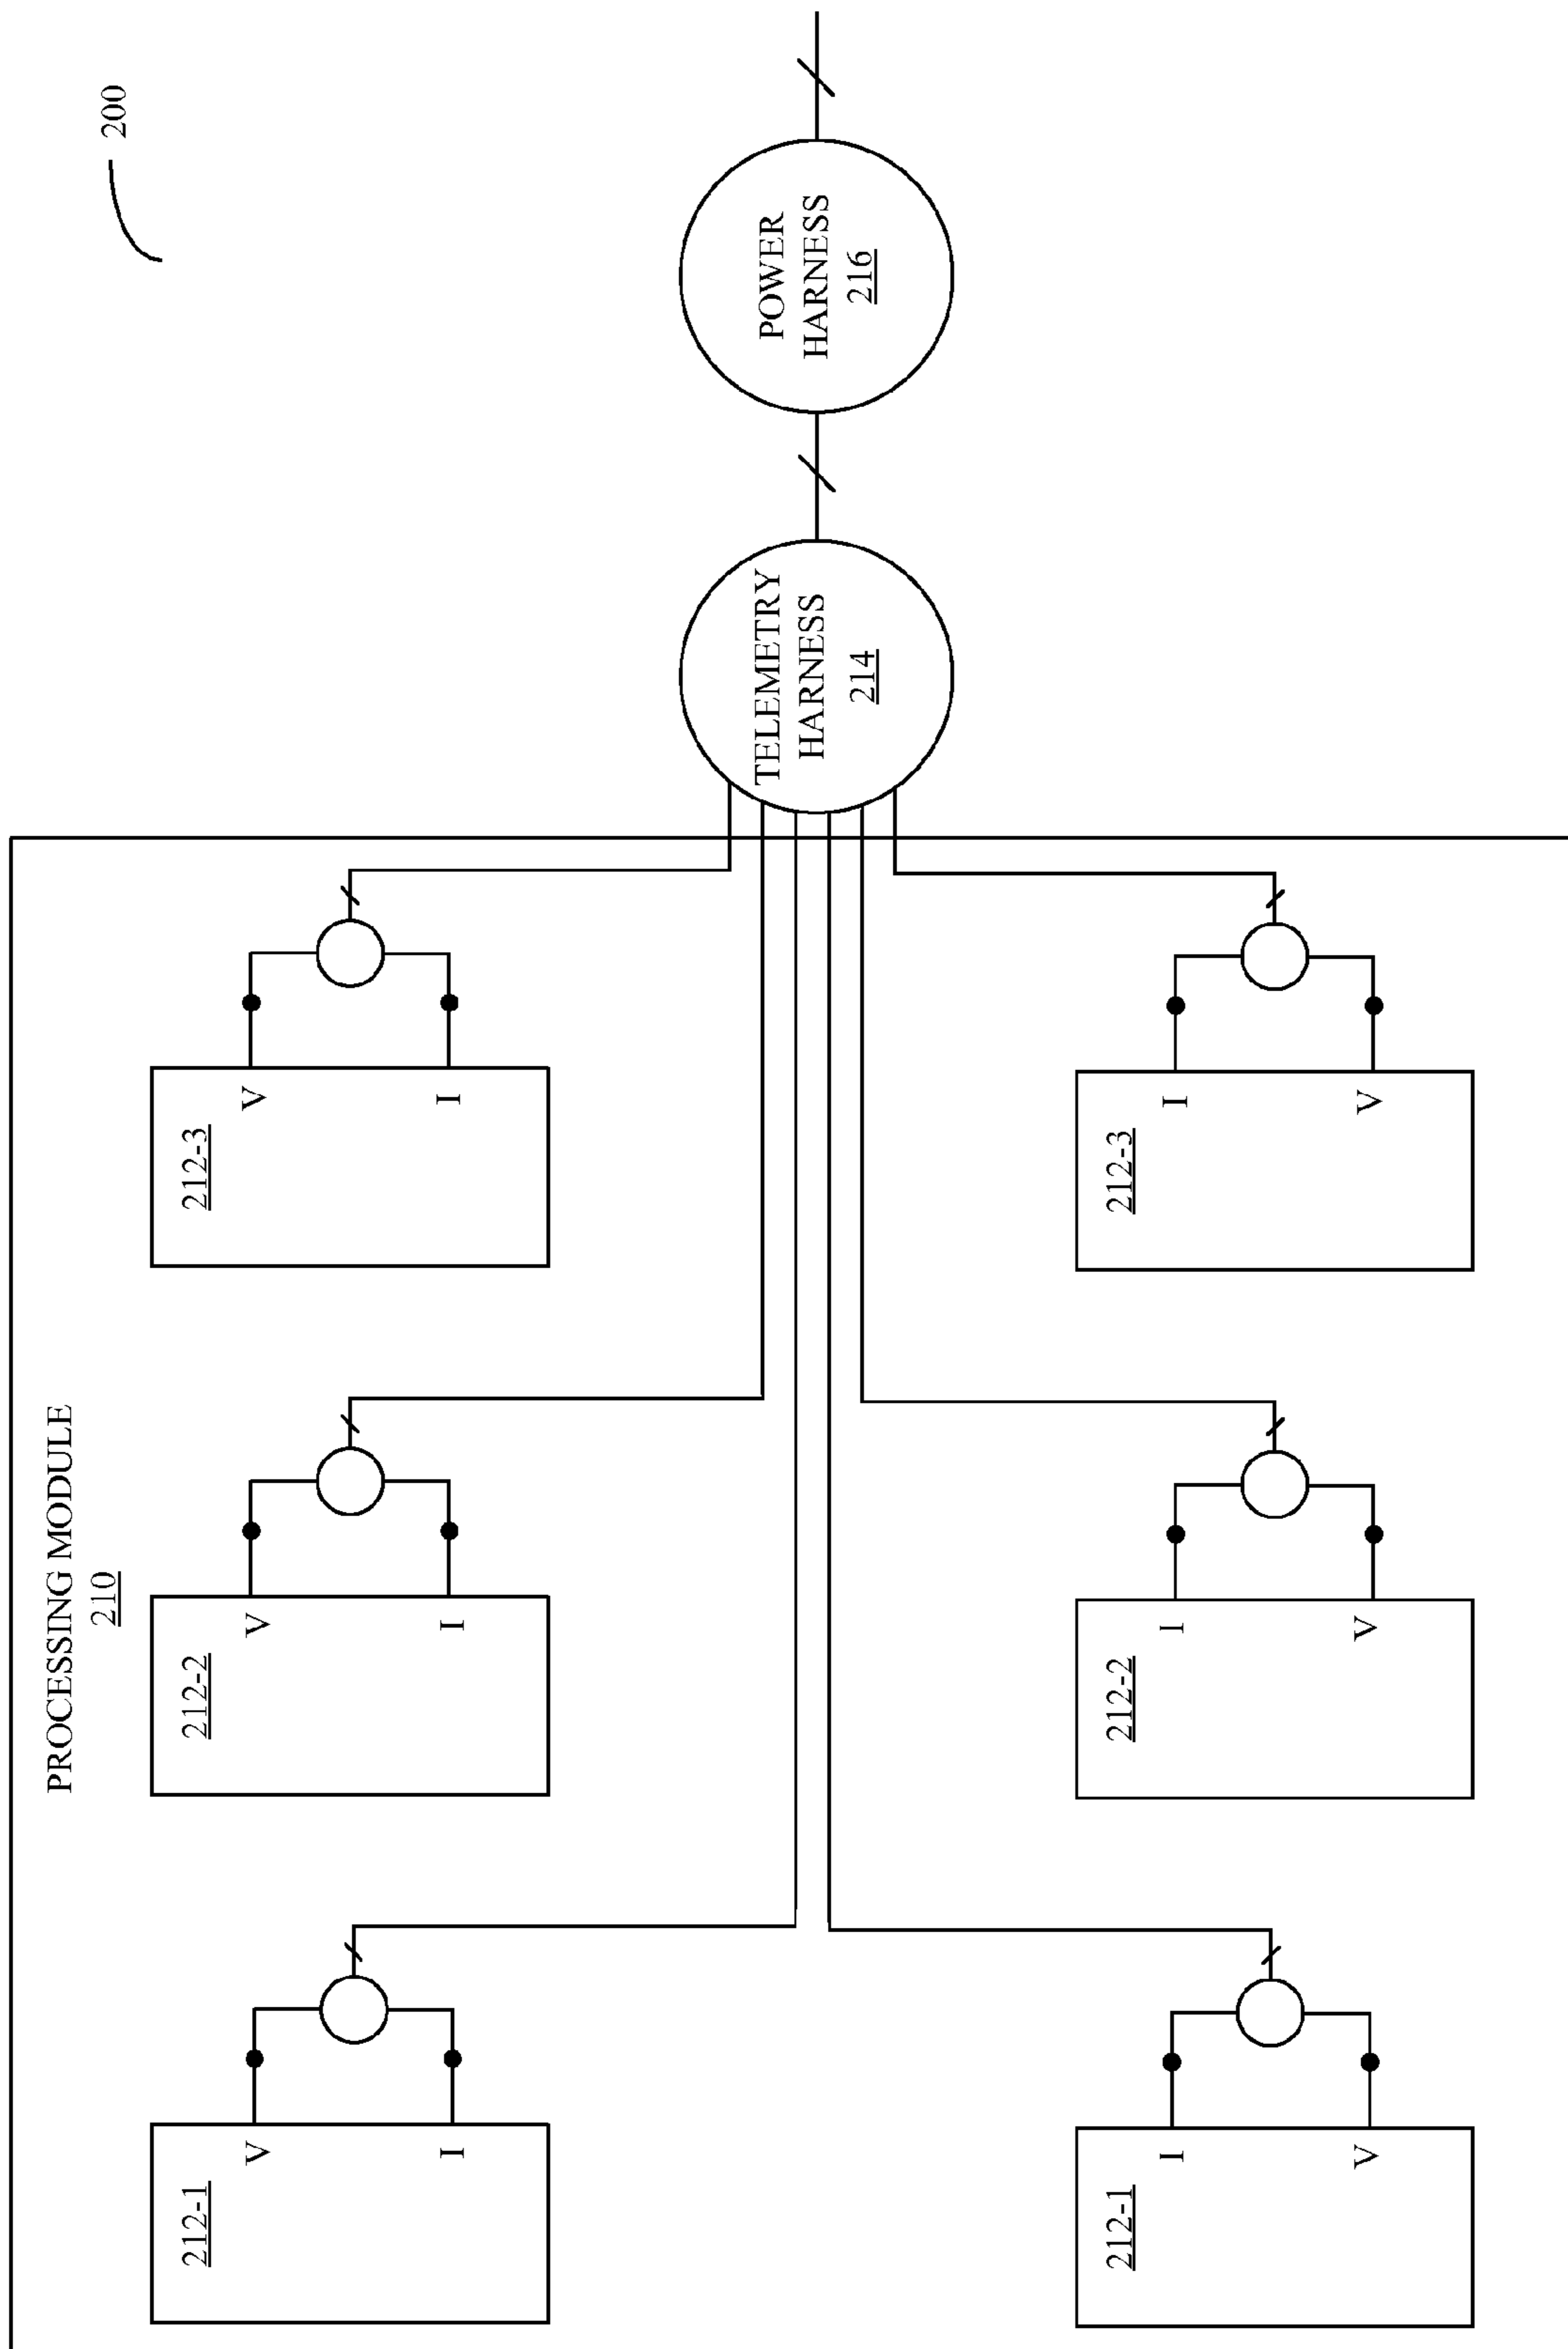 200
PROCESSING MODULE
210
212-1
V
I
212-2
V
I
212-3
V
I
TELEMETRY
HARNESS
214
POWER
HARNESS
216
212-1
I
V
212-2
I
V
212-3
I
V